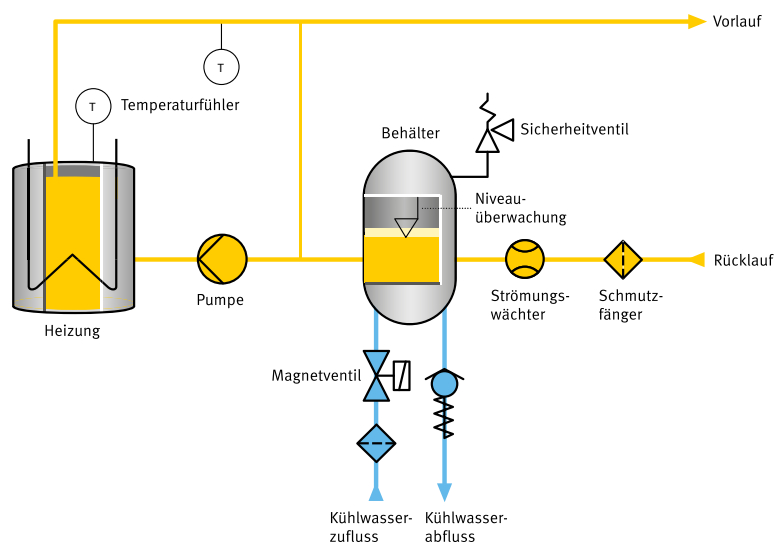 Vorlauf
T
T
Temperaturfühler
Behälter
Sicherheitventil
Niveau-
überwachung
Rücklauf
Pumpe
Strömungs-
wächter
Schmutz-
fänger
Heizung
Magnetventil
Kühlwasser-
zufluss
Kühlwasser-
abfluss